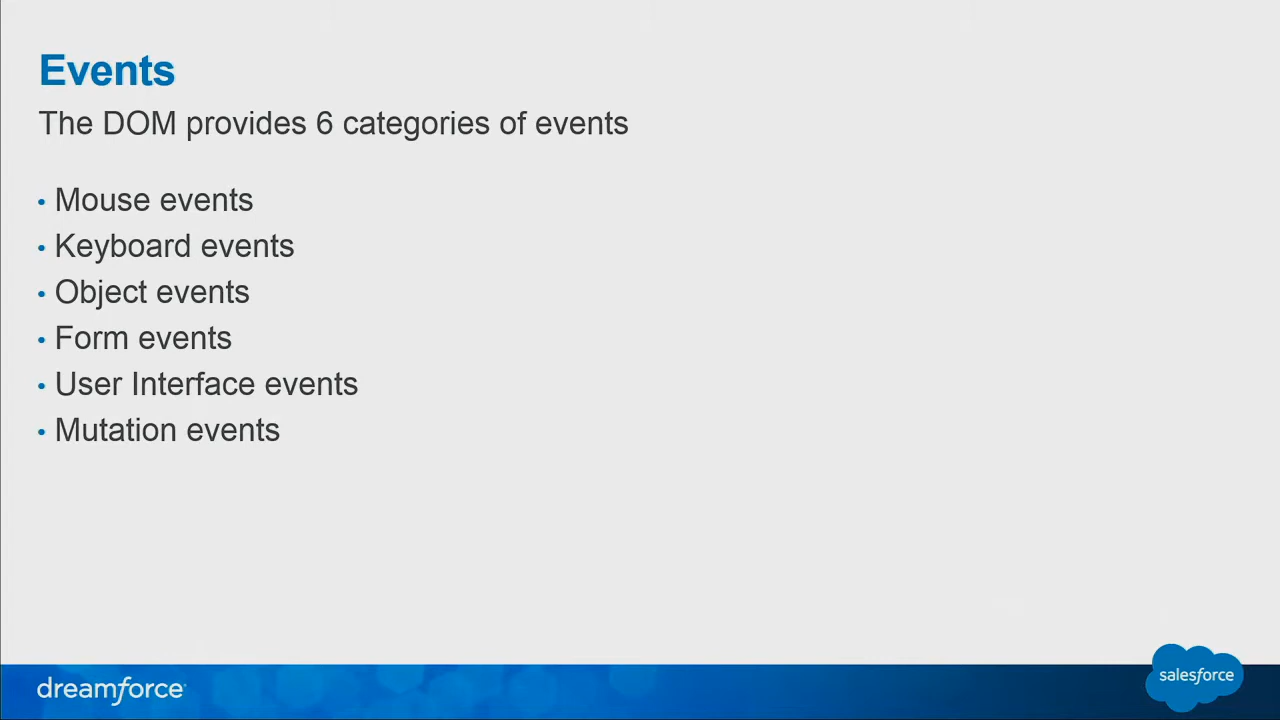 Events
The DOM provides 6 categories of events
• Mouse events
• Keyboard events
• Object events
• Form events
• User Interface events
• Mutation events
dreamforce
salesforce